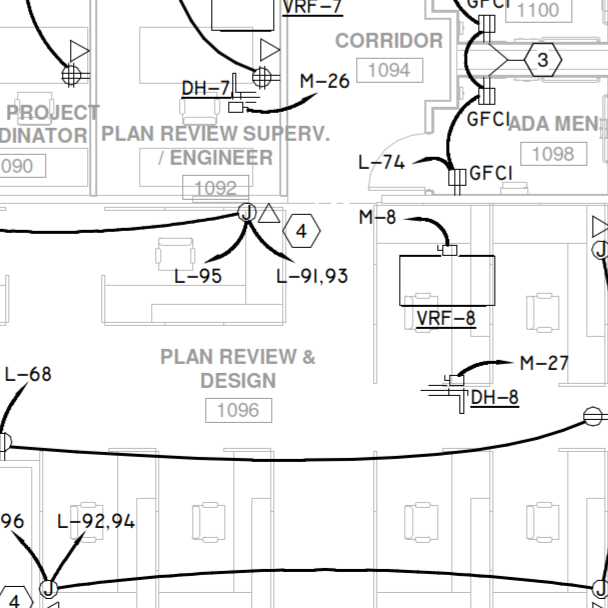 VRF-7
GFCI
1100
CORRIDOR
1094
3
DH-7
M-26
PROJECT
DINATOR
090
PLAN REVIEW SUPERV.
/ ENGINEER
1092
GFCI
ADA MEN
1098
L-74
GFCI
J
4
M-8
L-95
L-91,93
J
VRF-8
PLAN REVIEW &
DESIGN
1096
M-27
DH-8
L-68
96
L-92,94
J
J
4